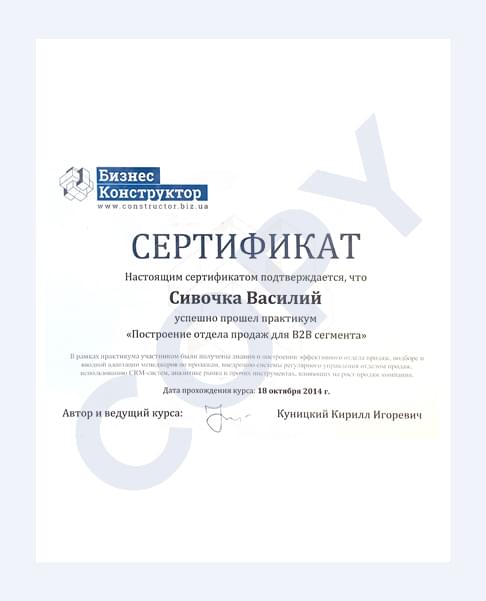 Бизнес
Конструктор
www.constructor.biz.ua
СЕРТИФИКАТ
Настоящим сертификатом подтверждается, что
Сивочка Василий
успешно прошел практикум
«Построение отдела продаж для B2B сегмента»
В рамках практикума участником были получены знания о построении эффективного отдела продаж, подборе и
вводной адаптации менеджеров по продажам, внедрению системы регулярного управления отделом продаж,
использованию CRM-систем, аналитике рынка и прочих инструментах, влияющих на рост продаж компании.
Дата прохождения курса: 18 октября 2014 г.
Автор и ведущий курса:
Куницкий Кирилл Игоревич
COPY